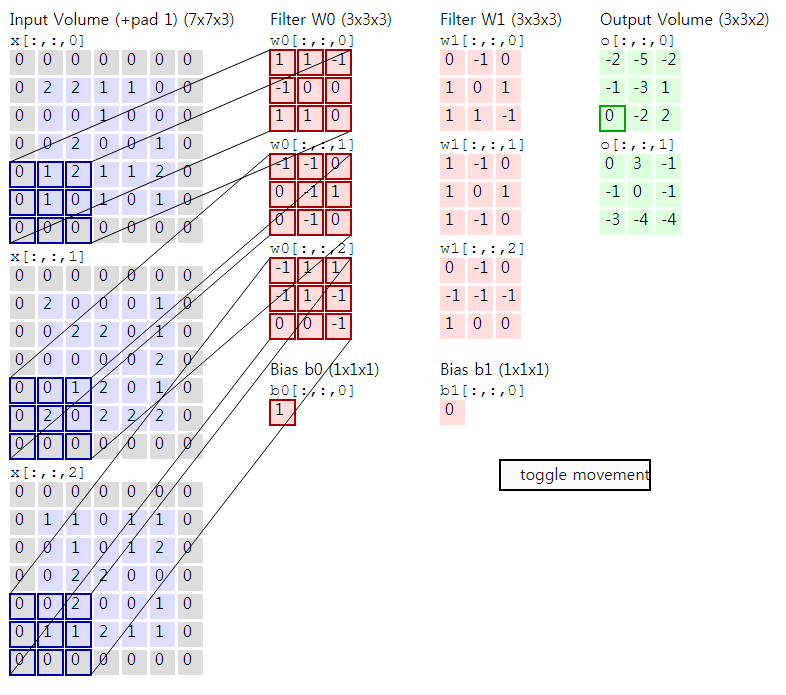 Input Volume (+pad 1) (7x7x3)
x[:,:,0]
0 0 0 0 0 0 0
0 2 2 1 1 0 0
0 0 0 1 0 0 0
0 0 2 0 0 1 0
0 1 2 1 1 2 0
0 1 0 1 0 1 0
0 0 0 0 0 0 0
x[:,:,1]
0 0 0 0 0 0 0
0 2 0 0 0 1 0
0 0 2 2 0 1 0
0 0 0 0 0 2 0
0 0 1 2 0 1 0
0 2 0 2 2 2 0
0 0 0 0 0 0 0
x[:,:,2]
0 0 0 0 0 0 0
0 1 1 0 1 1 0
0 0 1 0 1 2 0
0 0 2 2 0 0 0
0 0 2 0 0 1 0
0 1 1 2 1 1 0
0 0 0 0 0 0 0
Filter W0 (3x3x3)
w0[:,:,0]
1 1 -1
-1 0 0
1 1 0
w0[:,:,1]
-1 -1 0
0 -1 1
0 -1 0
w0[:,:,2]
-1 1 1
-1 1 -1
0 0 -1
Bias b0 (1x1x1)
b0[:,:,0]
1
Filter W1 (3x3x3)
w1[:,:,0]
0 -1 0
1 0 1
1 1 -1
w1[:,:,1]
1 -1 0
1 0 1
1 -1 0
w1[:,:,2]
0 -1 0
-1 -1 -1
1 0 0
Bias b1 (1x1x1)
b1[:,:,0]
0
Output Volume (3x3x2)
o[:,:,0]
-2 -5 -2
-1 -3 1
0 -2 2
o[:,:,1]
0 3 -1
-1 0 -1
-3 -4 -4
toggle movement